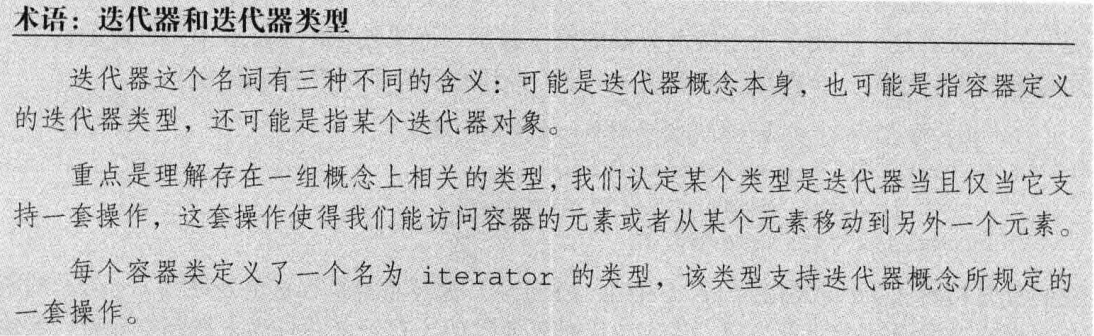 术语：迭代器和迭代器类型
迭代器这个名词有三种不同的含义：可能是迭代器概念本身，也可能是指容器定义
的迭代器类型，还可能是指某个迭代器对象。
重点是理解存在一组概念上相关的类型，我们认定某个类型是迭代器当且仅当它支
持一套操作，这套操作使得我们能访问容器的元素或者从某个元素移动到另外一个元素。
每个容器类定义了一个名为 iterator 的类型，该类型支持迭代器概念所规定的
一套操作。